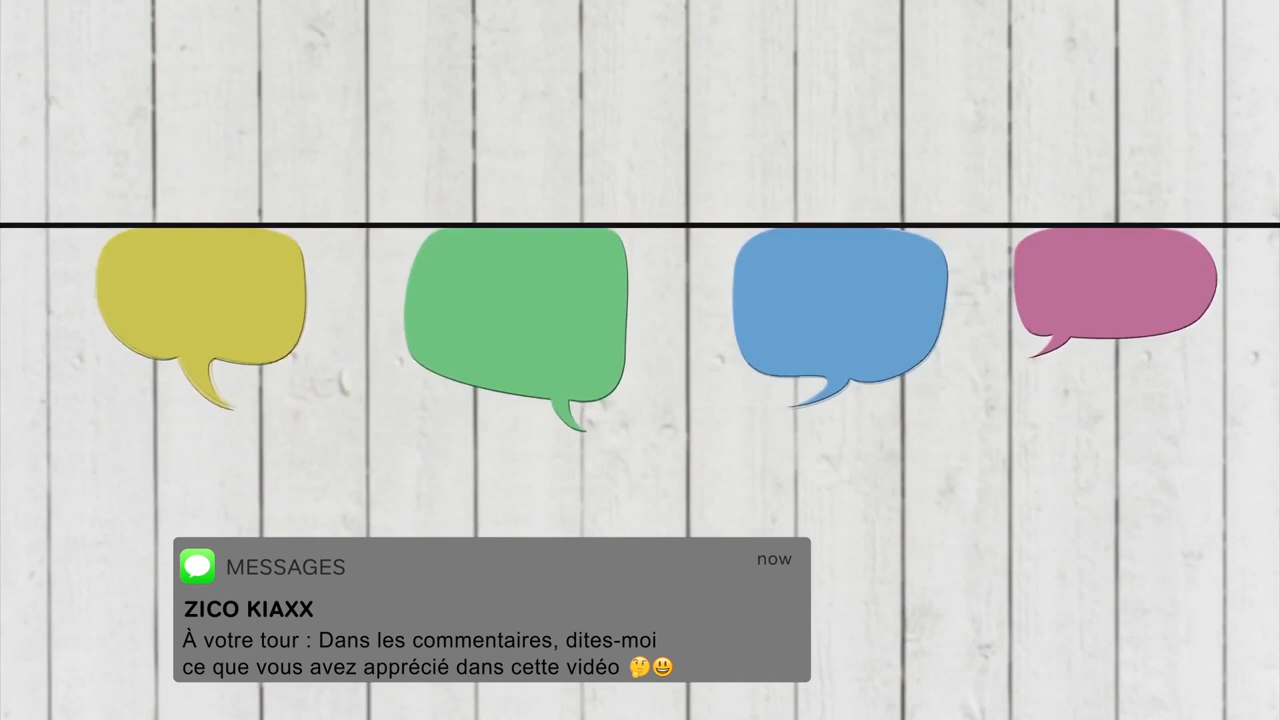 MESSAGES
now
ZICO KIAXX
À votre tour : Dans les commentaires, dites-moi
ce que vous avez apprécié dans cette vidéo 🤔😃